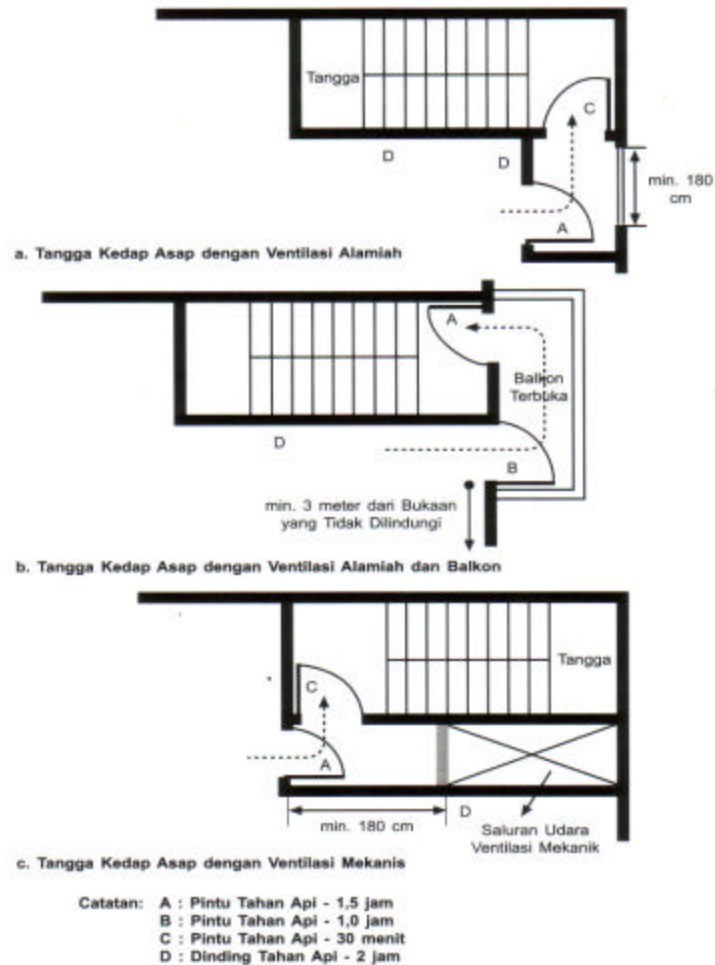 Tangga
C
D
D
min. 180
cm
A
a. Tangga Kedap Asap dengan Ventilasi Alamiah
A
Balkon
Terbuka
D
B
min. 3 meter dari Bukaan
yang Tidak Dilindungi
b. Tangga Kedap Asap dengan Ventilasi Alamiah dan Balkon
Tangga
C
A
min. 180 cm
D
Saluran Udara
Ventilasi Mekanik
c. Tangga Kedap Asap dengan Ventilasi Mekanis
Catatan: A : Pintu Tahan Api - 1,5 jam
B : Pintu Tahan Api - 1,0 jam
C : Pintu Tahan Api - 30 menit
D : Dinding Tahan Api - 2 jam